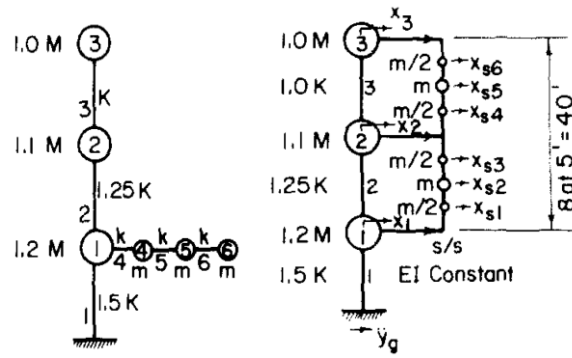 1.0 M 3
3 K
1.1 M 2
1.25 K
2
1.2 M 1 k 4 k 5 k 6
4 m 5 m 6 m
1 1.5 K
1.0 M 3 x3
m/2 xs6
1.0 K m xs5
3 m/2 xs4
1.1 M 2 x2
m/2 xs3
1.25 K 2 m xs2
m/2 xs1
1.2 M 1 x1
s/s
1.5 K 1 EI Constant
ÿg
8 at 5' = 40'